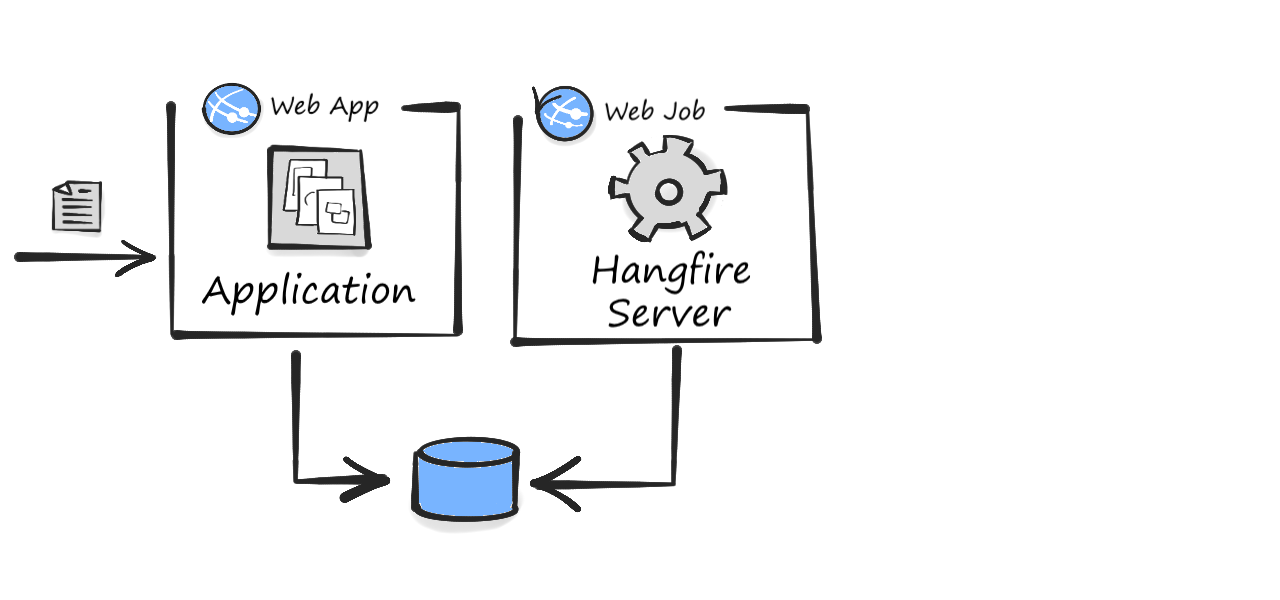 Web App
Application
Web Job
Hangfire
Server